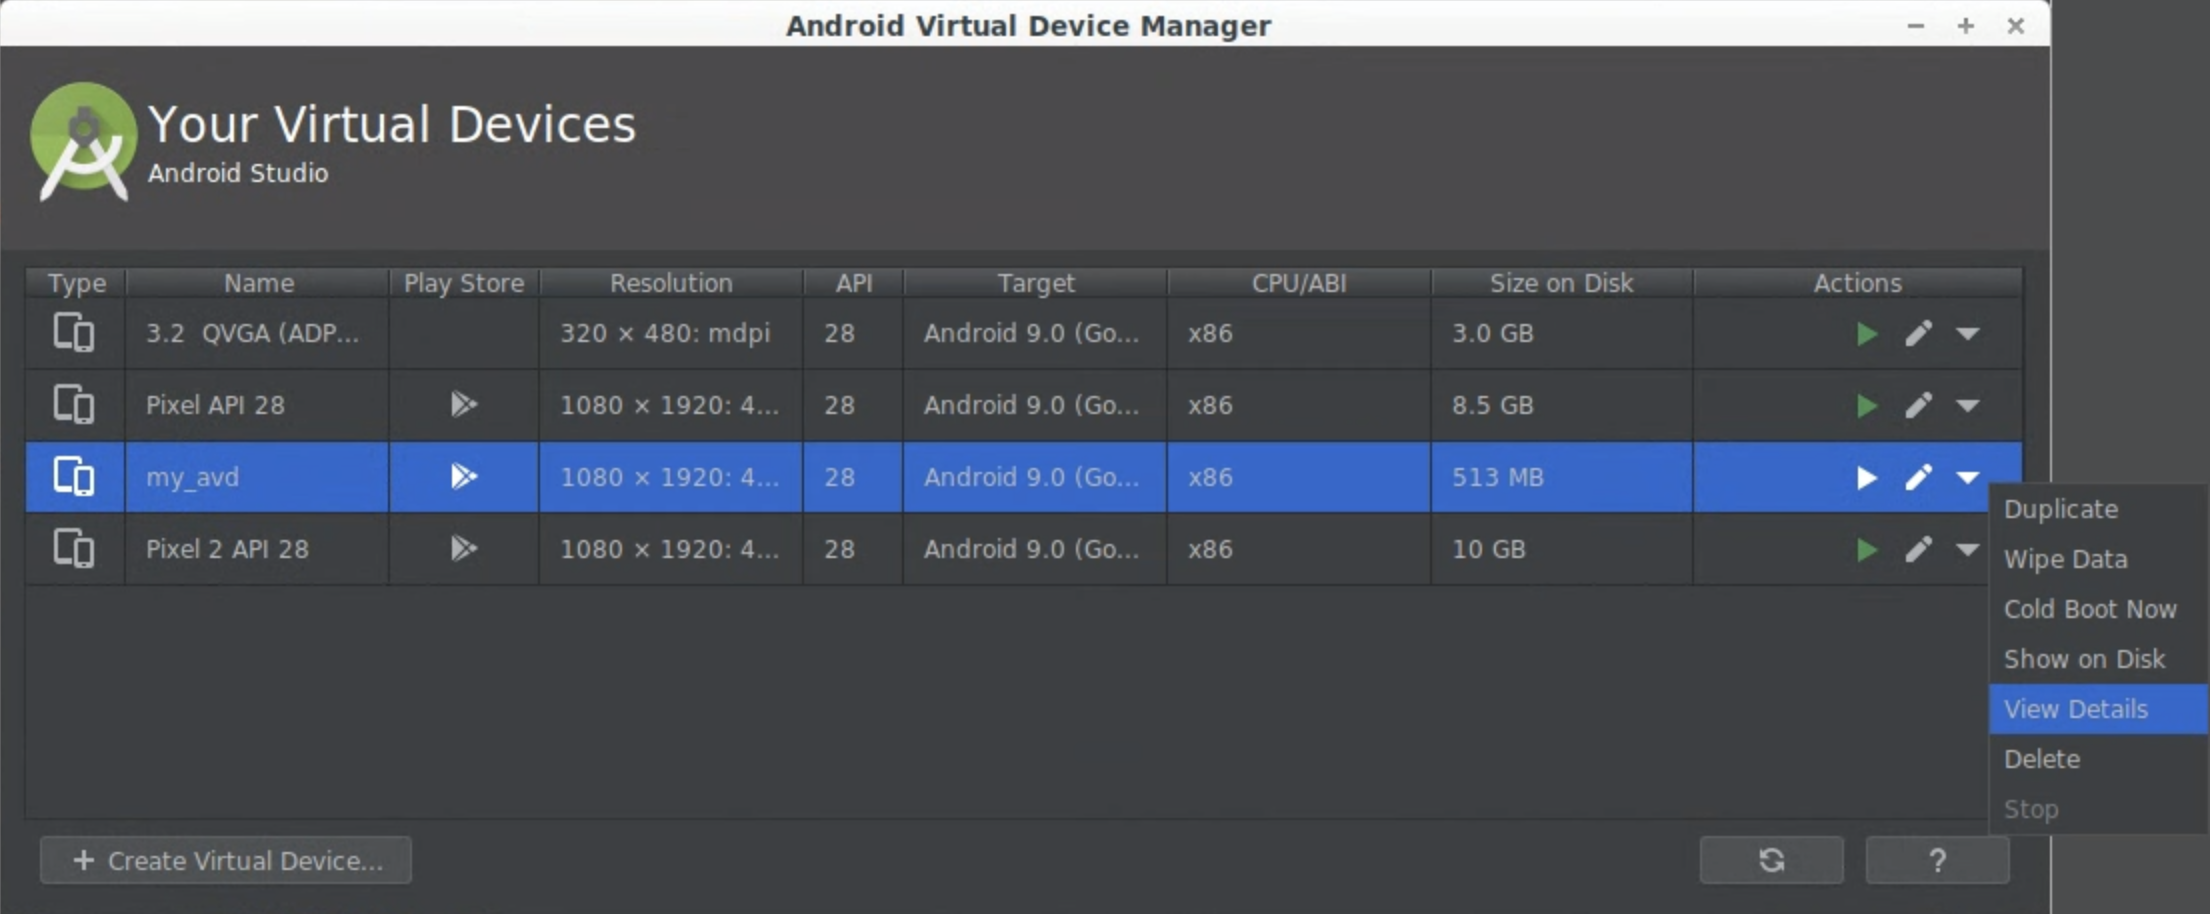 Android Virtual Device Manager
Your Virtual Devices
Android Studio
Type Name Play Store Resolution API Target CPU/ABI Size on Disk Actions
3.2 QVGA (ADP... 320 × 480: mdpi 28 Android 9.0 (Go... x86 3.0 GB
Pixel API 28 1080 × 1920: 4... 28 Android 9.0 (Go... x86 8.5 GB
my_avd 1080 × 1920: 4... 28 Android 9.0 (Go... x86 513 MB
Pixel 2 API 28 1080 × 1920: 4... 28 Android 9.0 (Go... x86 10 GB
Duplicate
Wipe Data
Cold Boot Now
Show on Disk
View Details
Delete
Stop
+ Create Virtual Device... ?